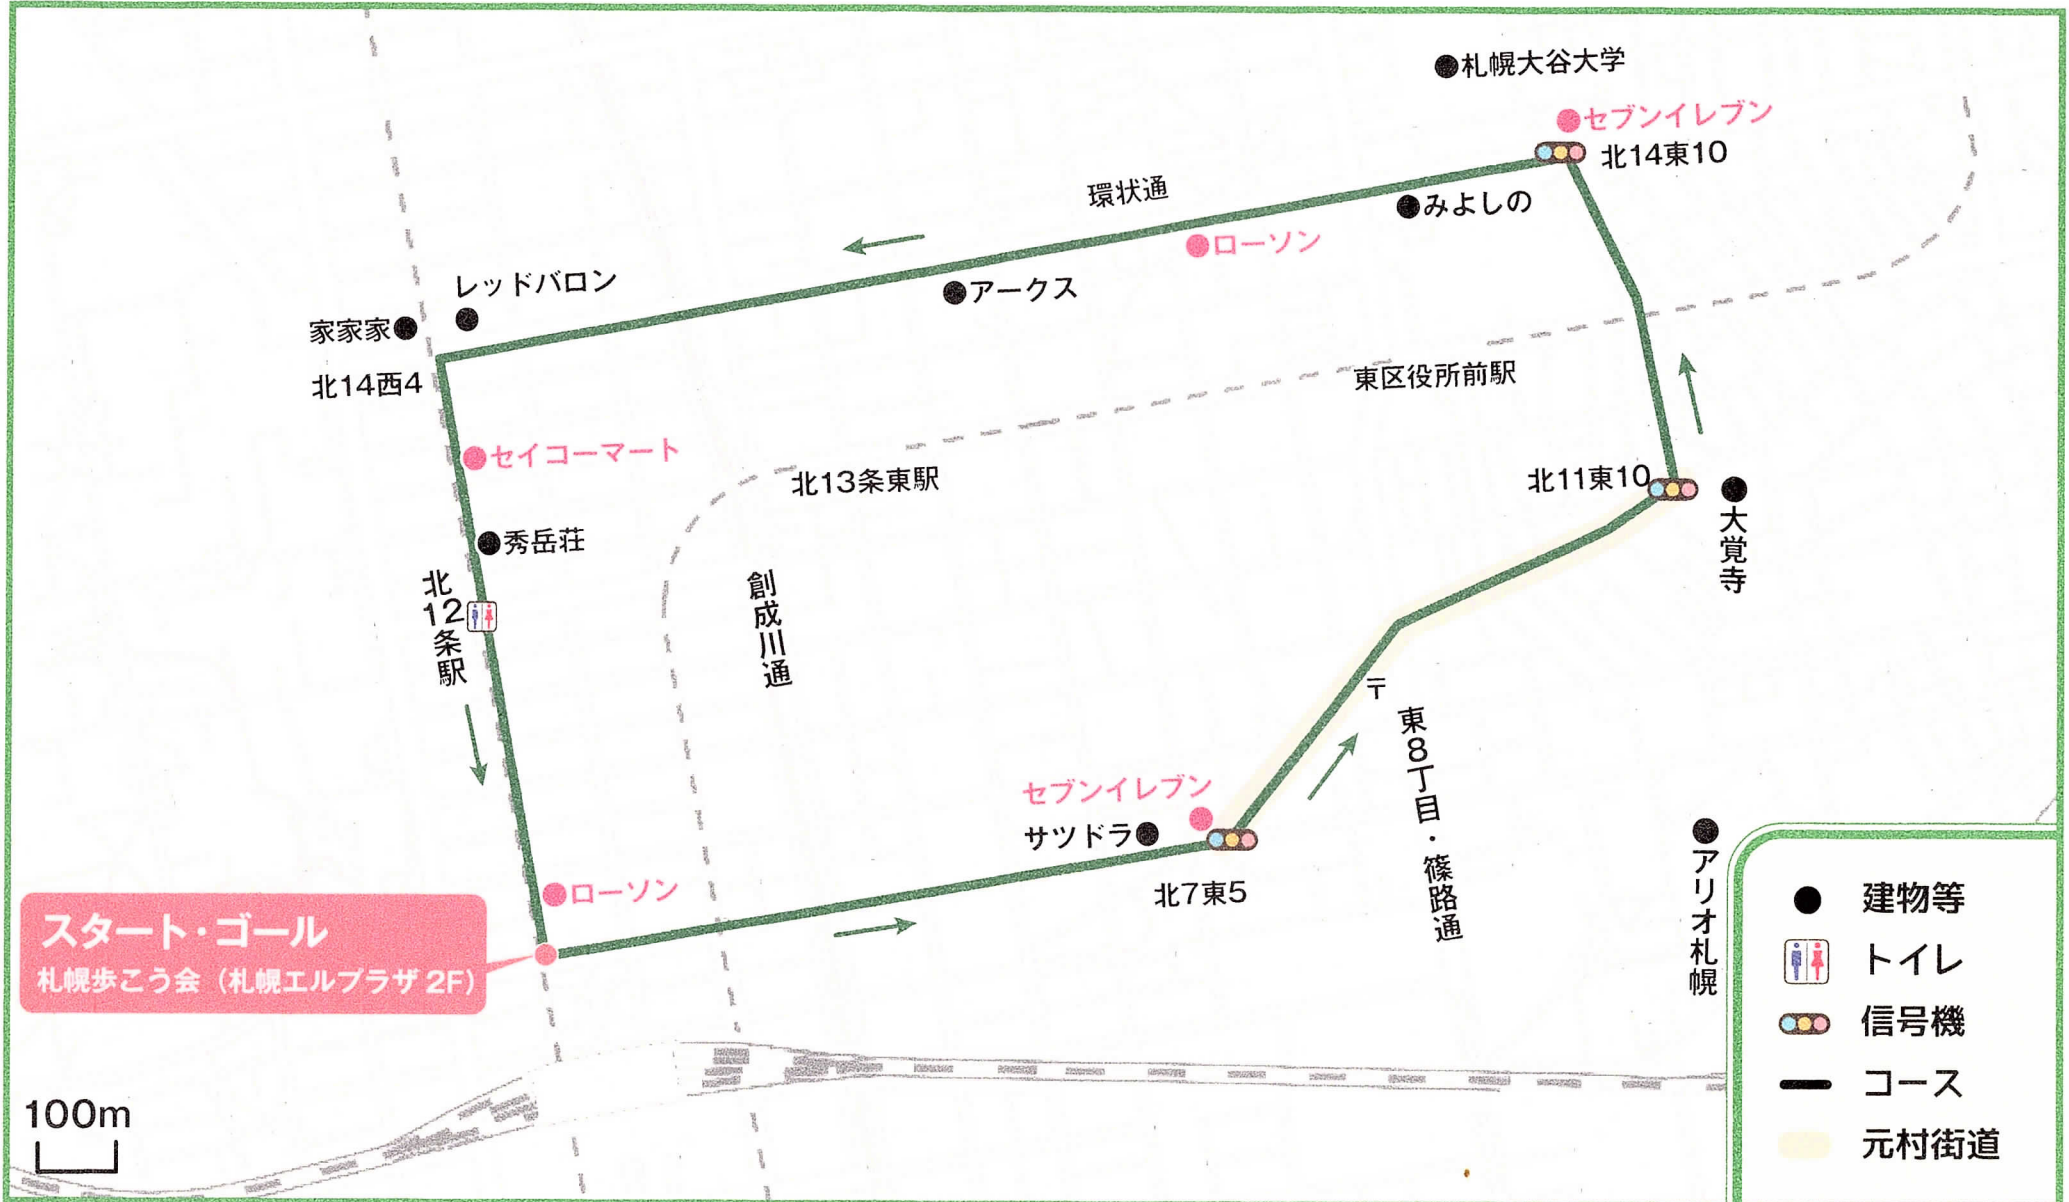 札幌大谷大学
セブンイレブン
北14東10
環状通
みよしの
ローソン
レッドバロン
アークス
家家家
北14西4
東区役所前駅
セイコーマート
北13条東駅
北11東10
大覚寺
秀岳荘
北12条駅
創成川通
〒
東8丁目・篠路通
セブンイレブン
サツドラ
北7東5
アリオ札幌
ローソン
スタート・ゴール
札幌歩こう会（札幌エルプラザ 2F）
100m
建物等
トイレ
信号機
コース
元村街道